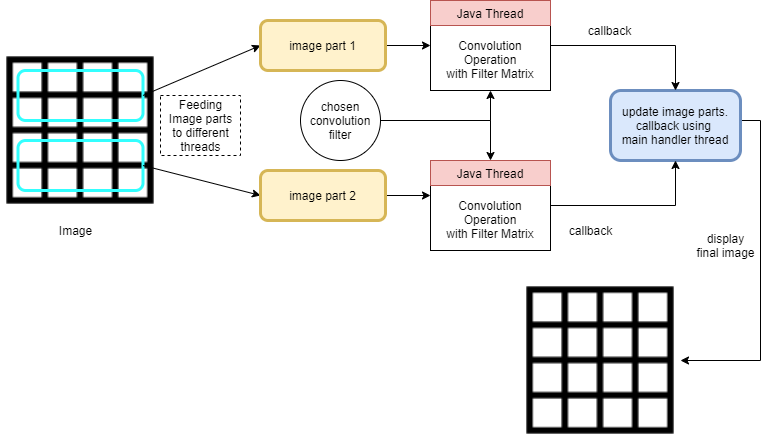 Java Thread
image part 1
Convolution
Operation
with Filter Matrix
callback
Feeding
Image parts
to different
threads
chosen
convolution
filter
update image parts.
callback using
main handler thread
Java Thread
image part 2
Convolution
Operation
with Filter Matrix
callback
Image
display
final image